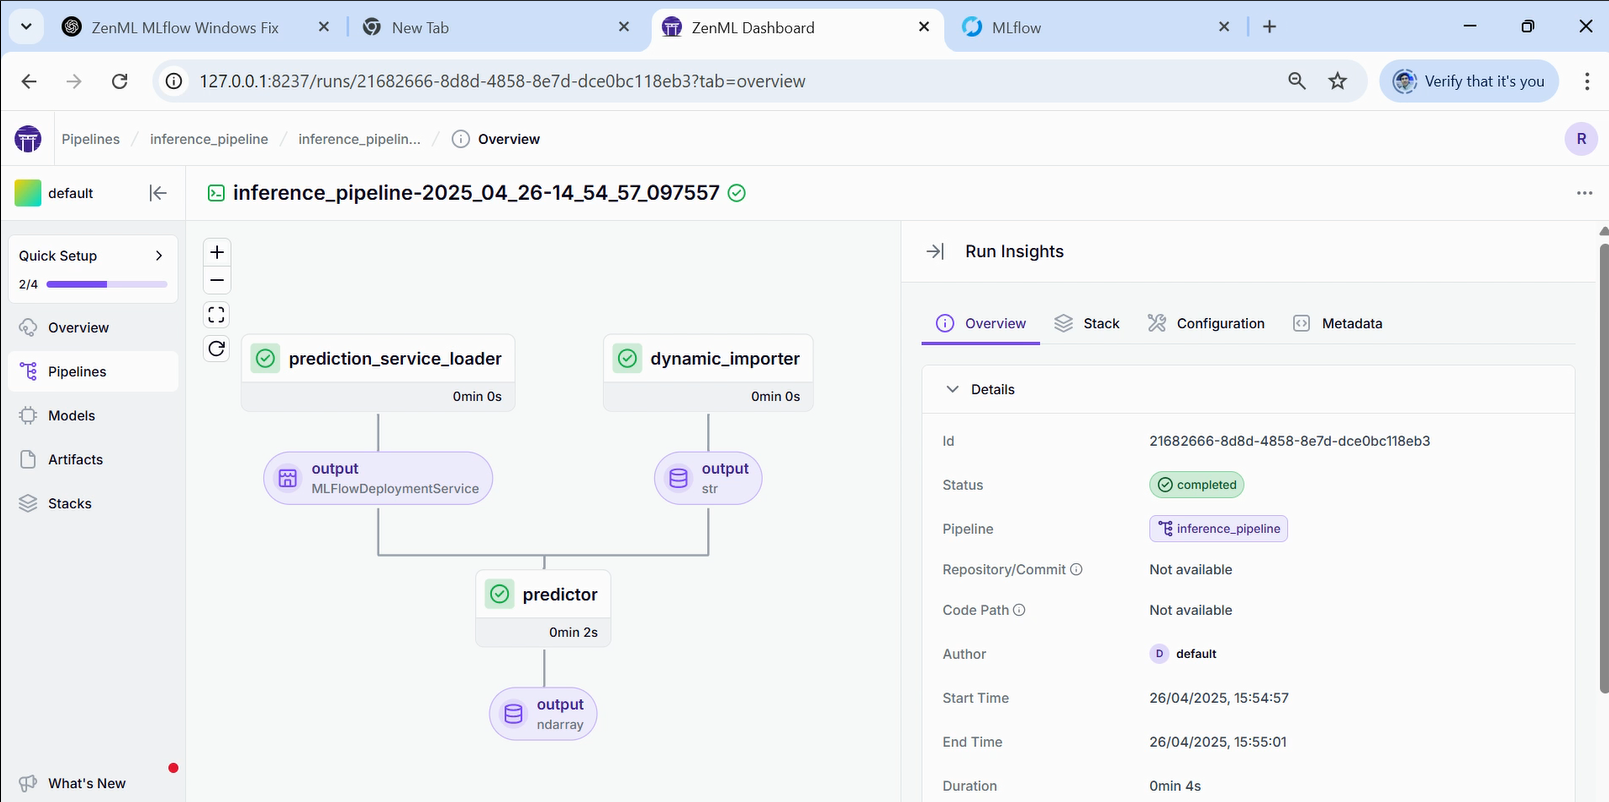 ZenML MLflow Windows Fix
New Tab
ZenML Dashboard
MLflow
127.0.0.1:8237/runs/21682666-8d8d-4858-8e7d-dce0bc118eb3?tab=overview
Verify that it's you
Pipelines / inference_pipeline / inference_pipelin... / Overview
R
default
inference_pipeline-2025_04_26-14_54_57_097557
Quick Setup
2/4
Overview
Pipelines
Models
Artifacts
Stacks
What's New
prediction_service_loader
0min 0s
dynamic_importer
0min 0s
output
MLFlowDeploymentService
output
str
predictor
0min 2s
output
ndarray
Run Insights
Overview Stack Configuration Metadata
Details
Id 21682666-8d8d-4858-8e7d-dce0bc118eb3
Status completed
Pipeline inference_pipeline
Repository/Commit Not available
Code Path Not available
Author D default
Start Time 26/04/2025, 15:54:57
End Time 26/04/2025, 15:55:01
Duration 0min 4s